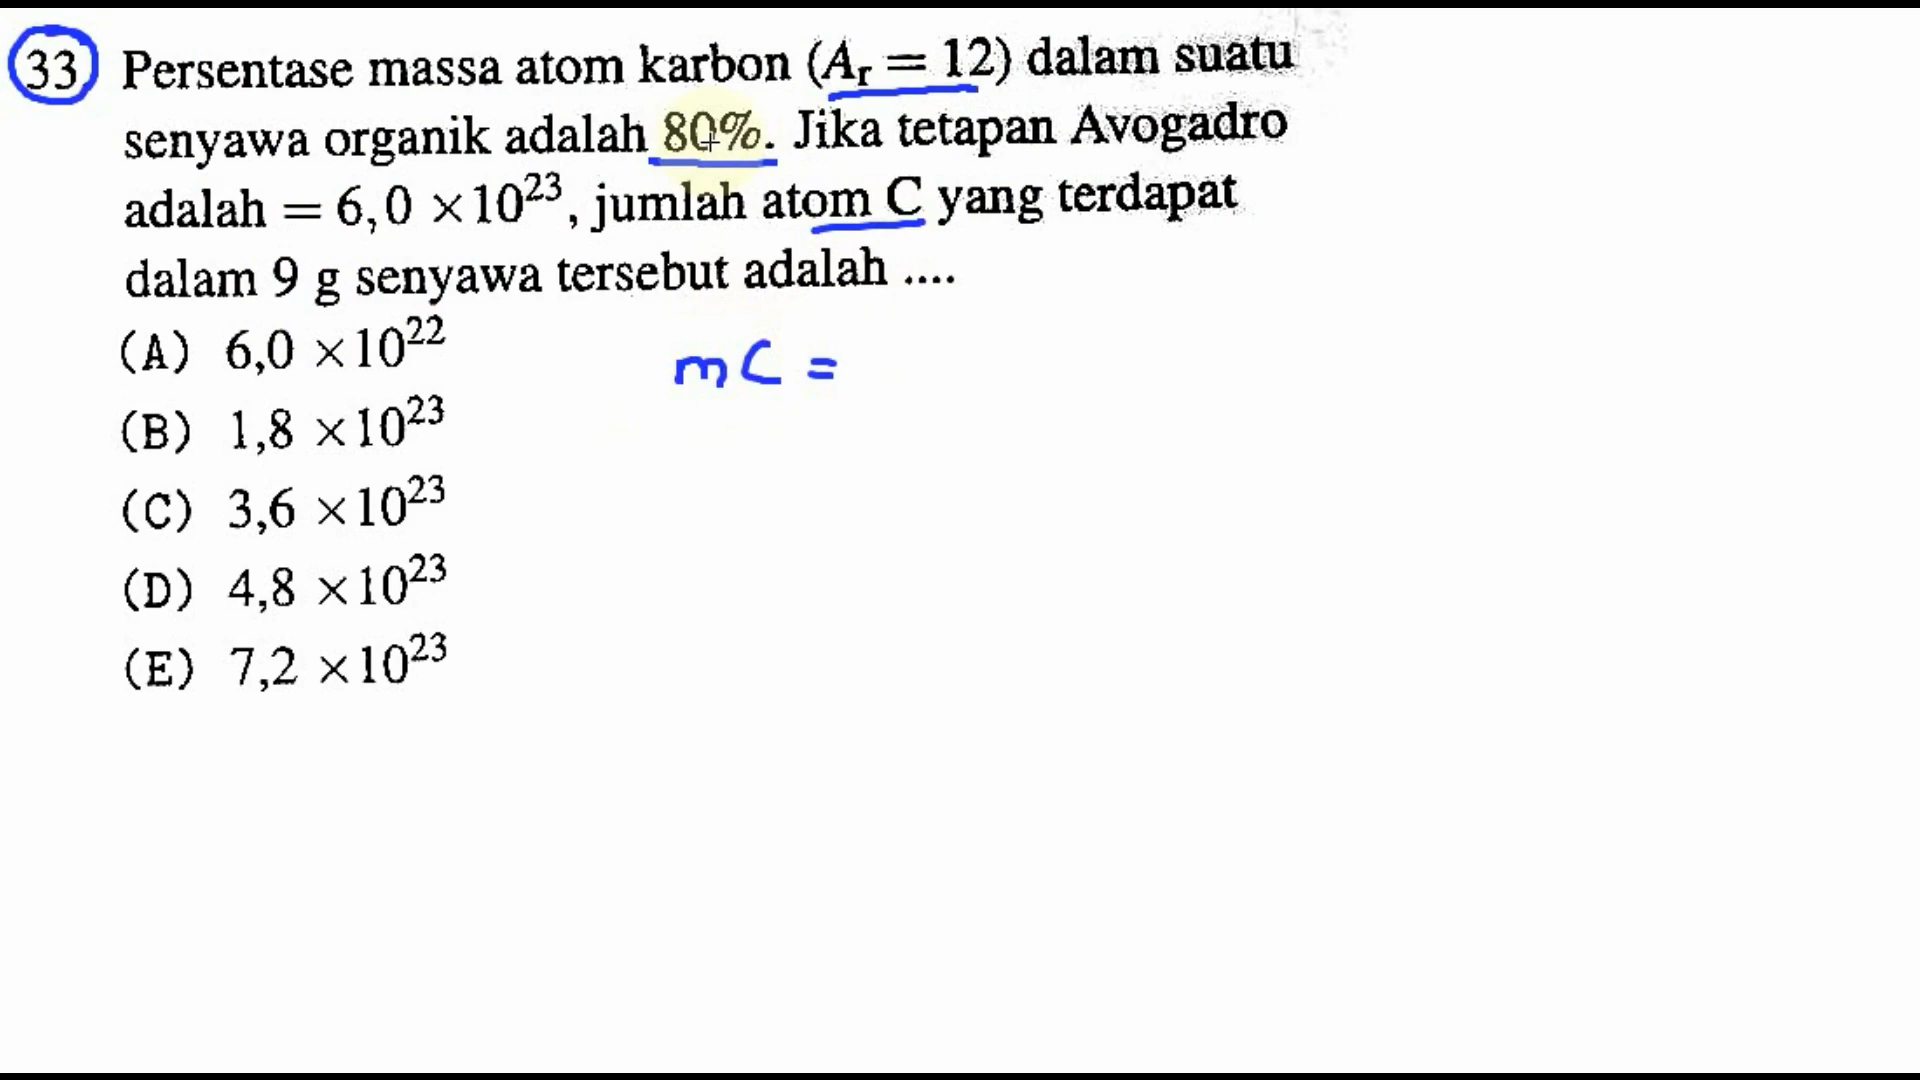 33 Persentase massa atom karbon (Aᵣ = 12) dalam suatu
senyawa organik adalah 80%. Jika tetapan Avogadro
adalah = 6,0 ×10²³, jumlah atom C yang terdapat
dalam 9 g senyawa tersebut adalah ....
(A) 6,0 ×10²²
(B) 1,8 ×10²³
(C) 3,6 ×10²³
(D) 4,8 ×10²³
(E) 7,2 ×10²³
m C =